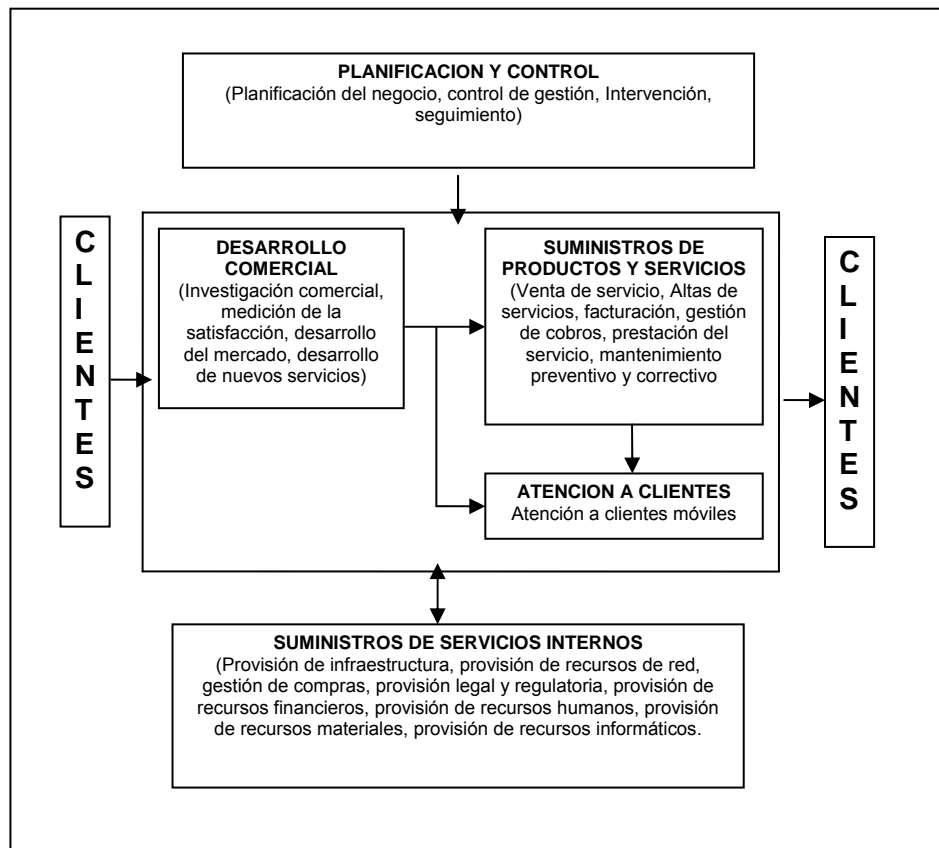 PLANIFICACION Y CONTROL
(Planificación del negocio, control de gestión, Intervención,
seguimiento)
CLIENTES
DESARROLLO
COMERCIAL
(Investigación comercial,
medición de la
satisfacción, desarrollo
del mercado, desarrollo
de nuevos servicios)
SUMINISTROS DE
PRODUCTOS Y SERVICIOS
(Venta de servicio, Altas de
servicios, facturación, gestión
de cobros, prestación del
servicio, mantenimiento
preventivo y correctivo
ATENCION A CLIENTES
Atención a clientes móviles
CLIENTES
SUMINISTROS DE SERVICIOS INTERNOS
(Provisión de infraestructura, provisión de recursos de red,
gestión de compras, provisión legal y regulatoria, provisión de
recursos financieros, provisión de recursos humanos, provisión
de recursos materiales, provisión de recursos informáticos.